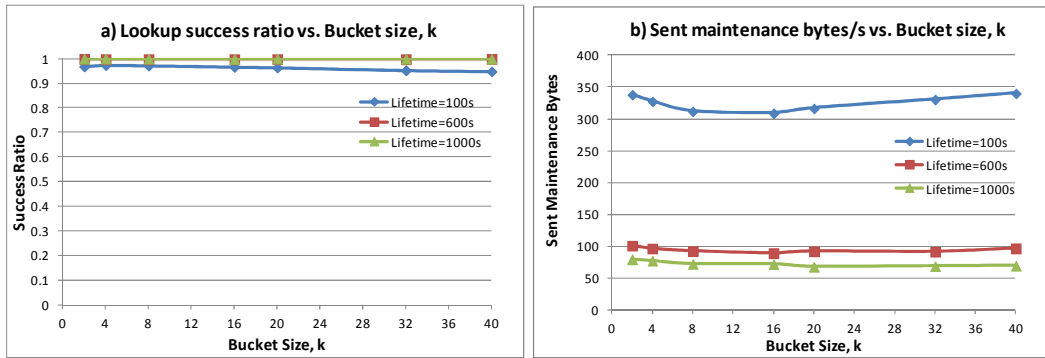 a) Lookup success ratio vs. Bucket size, k
1
0.9
0.8
0.7
0.6
0.5
0.4
0.3
0.2
0.1
0
Success Ratio
Lifetime=100s
Lifetime=600s
Lifetime=1000s
0 4 8 12 16 20 24 28 32 36 40
Bucket Size, k
b) Sent maintenance bytes/s vs. Bucket size, k
400
350
300
250
200
150
100
50
0
Sent Maintenance Bytes
Lifetime=100s
Lifetime=600s
Lifetime=1000s
0 4 8 12 16 20 24 28 32 36 40
Bucket Size, k